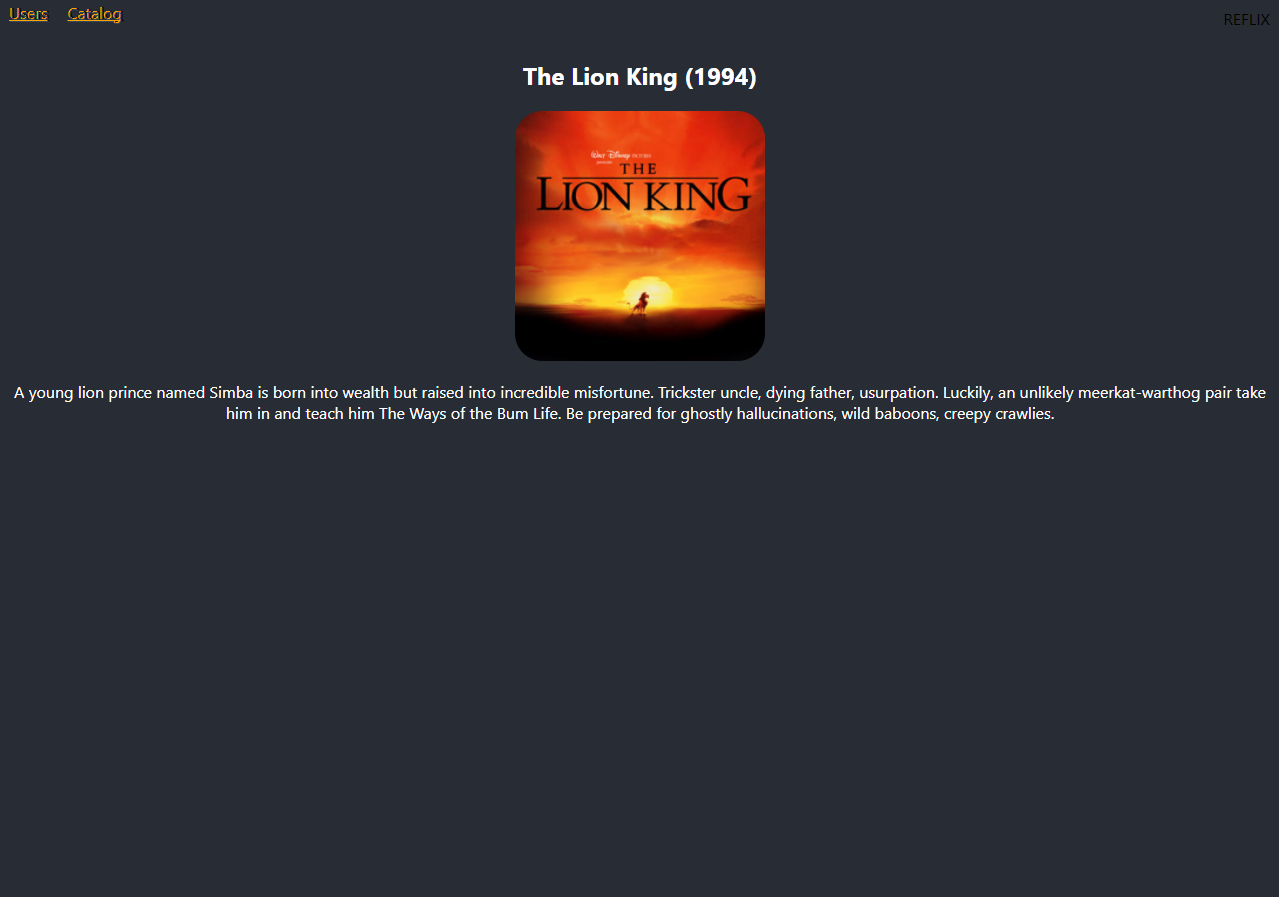 Users Catalog REFLIX
The Lion King (1994)
Walt Disney PICTURES
presents
THE
LION KING
A young lion prince named Simba is born into wealth but raised into incredible misfortune. Trickster uncle, dying father, usurpation. Luckily, an unlikely meerkat-warthog pair take
him in and teach him The Ways of the Bum Life. Be prepared for ghostly hallucinations, wild baboons, creepy crawlies.